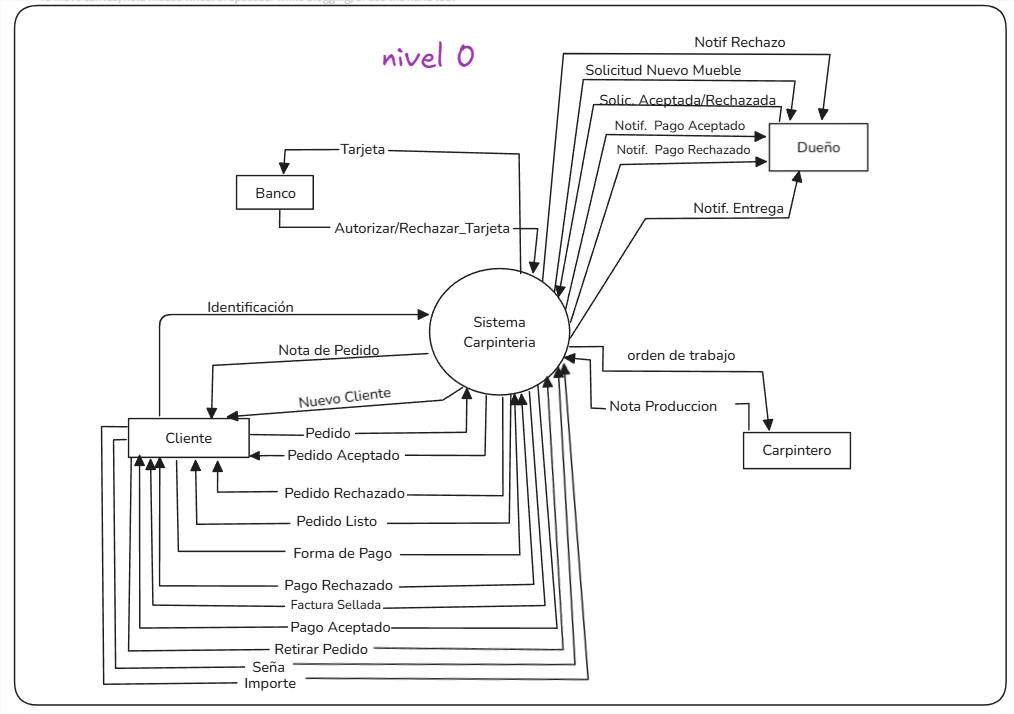 nivel 0
Notif Rechazo
Solicitud Nuevo Mueble
Solic. Aceptada/Rechazada
Notif. Pago Aceptado
Notif. Pago Rechazado
Dueño
Tarjeta
Banco
Autorizar/Rechazar_Tarjeta
Notif. Entrega
Identificación
Sistema
Carpinteria
Nota de Pedido
orden de trabajo
Nuevo Cliente
Nota Produccion
Cliente
Pedido
Carpintero
Pedido Aceptado
Pedido Rechazado
Pedido Listo
Forma de Pago
Pago Rechazado
Factura Sellada
Pago Aceptado
Retirar Pedido
Seña
Importe